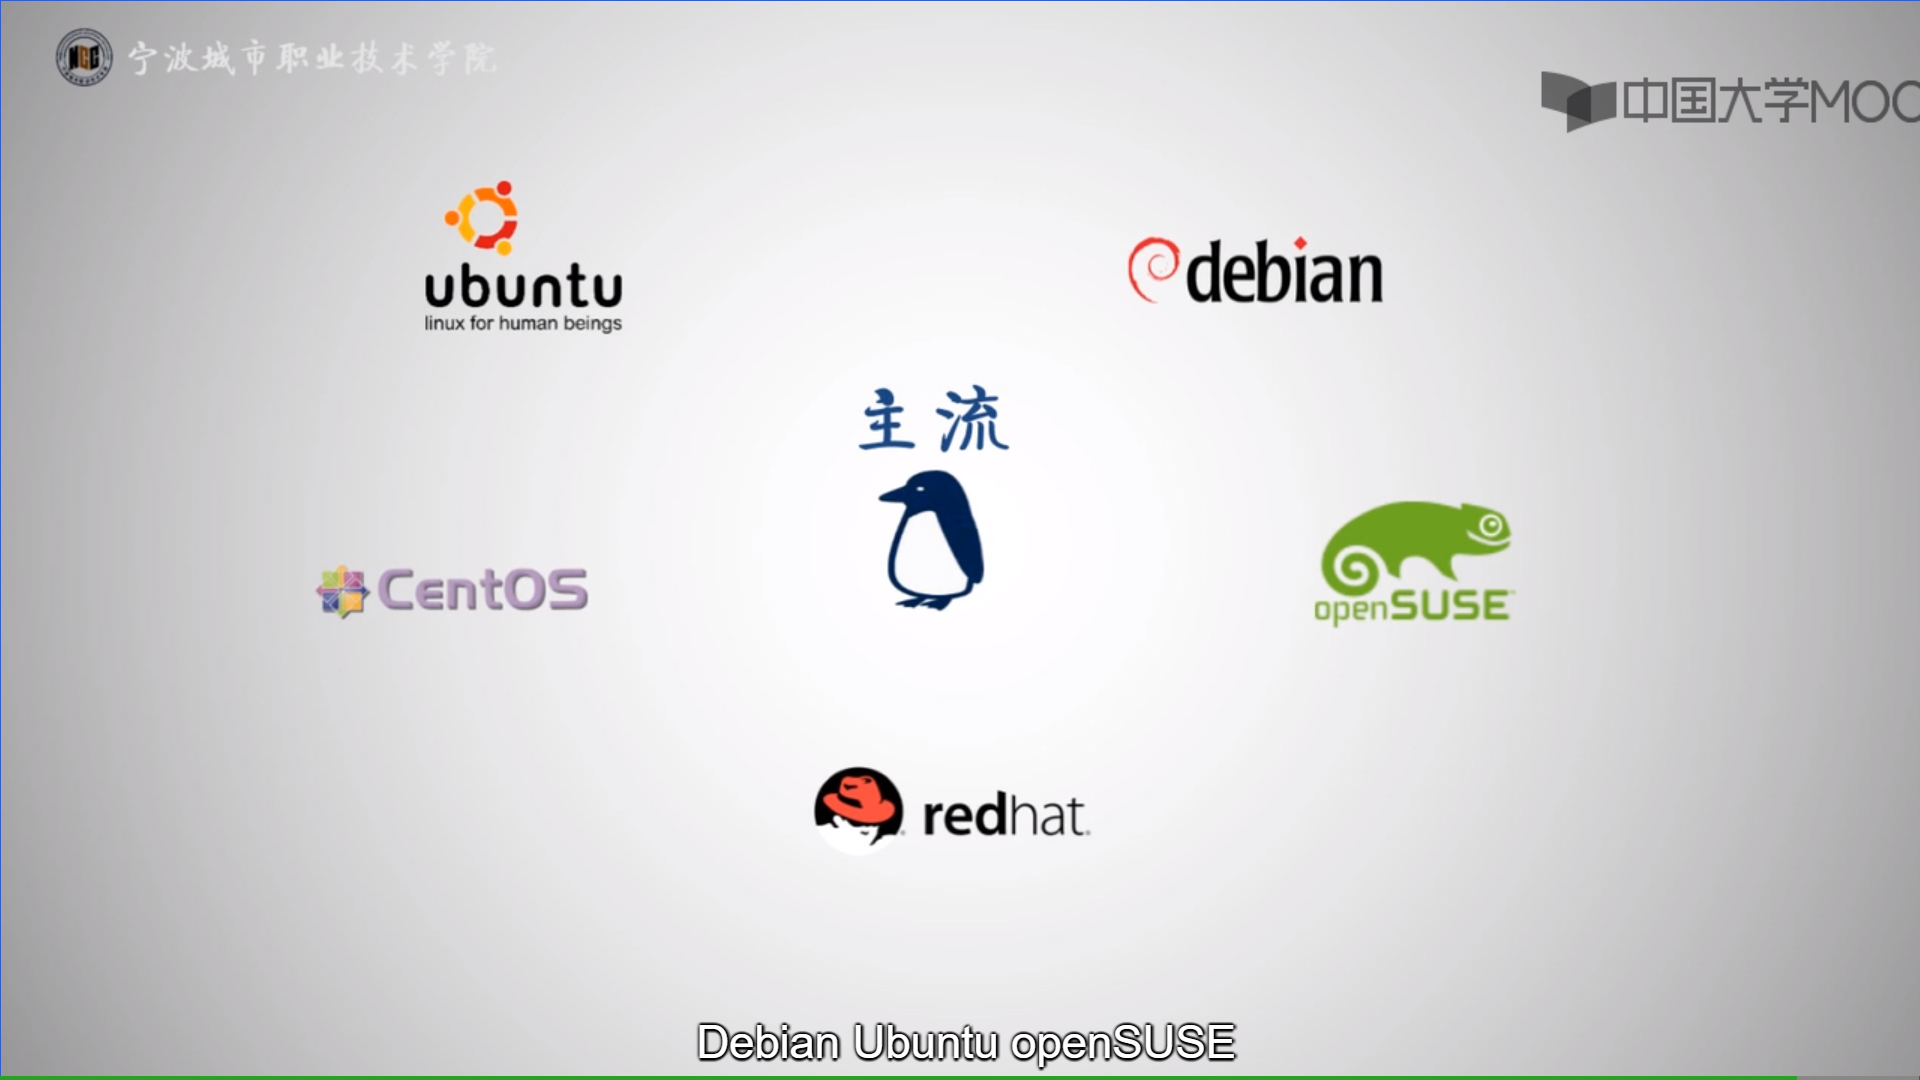 宁波城市职业技术学院
中国大学MOOC
ubuntu
linux for human beings
debian
主流
CentOS
openSUSE
redhat.
Debian Ubuntu openSUSE